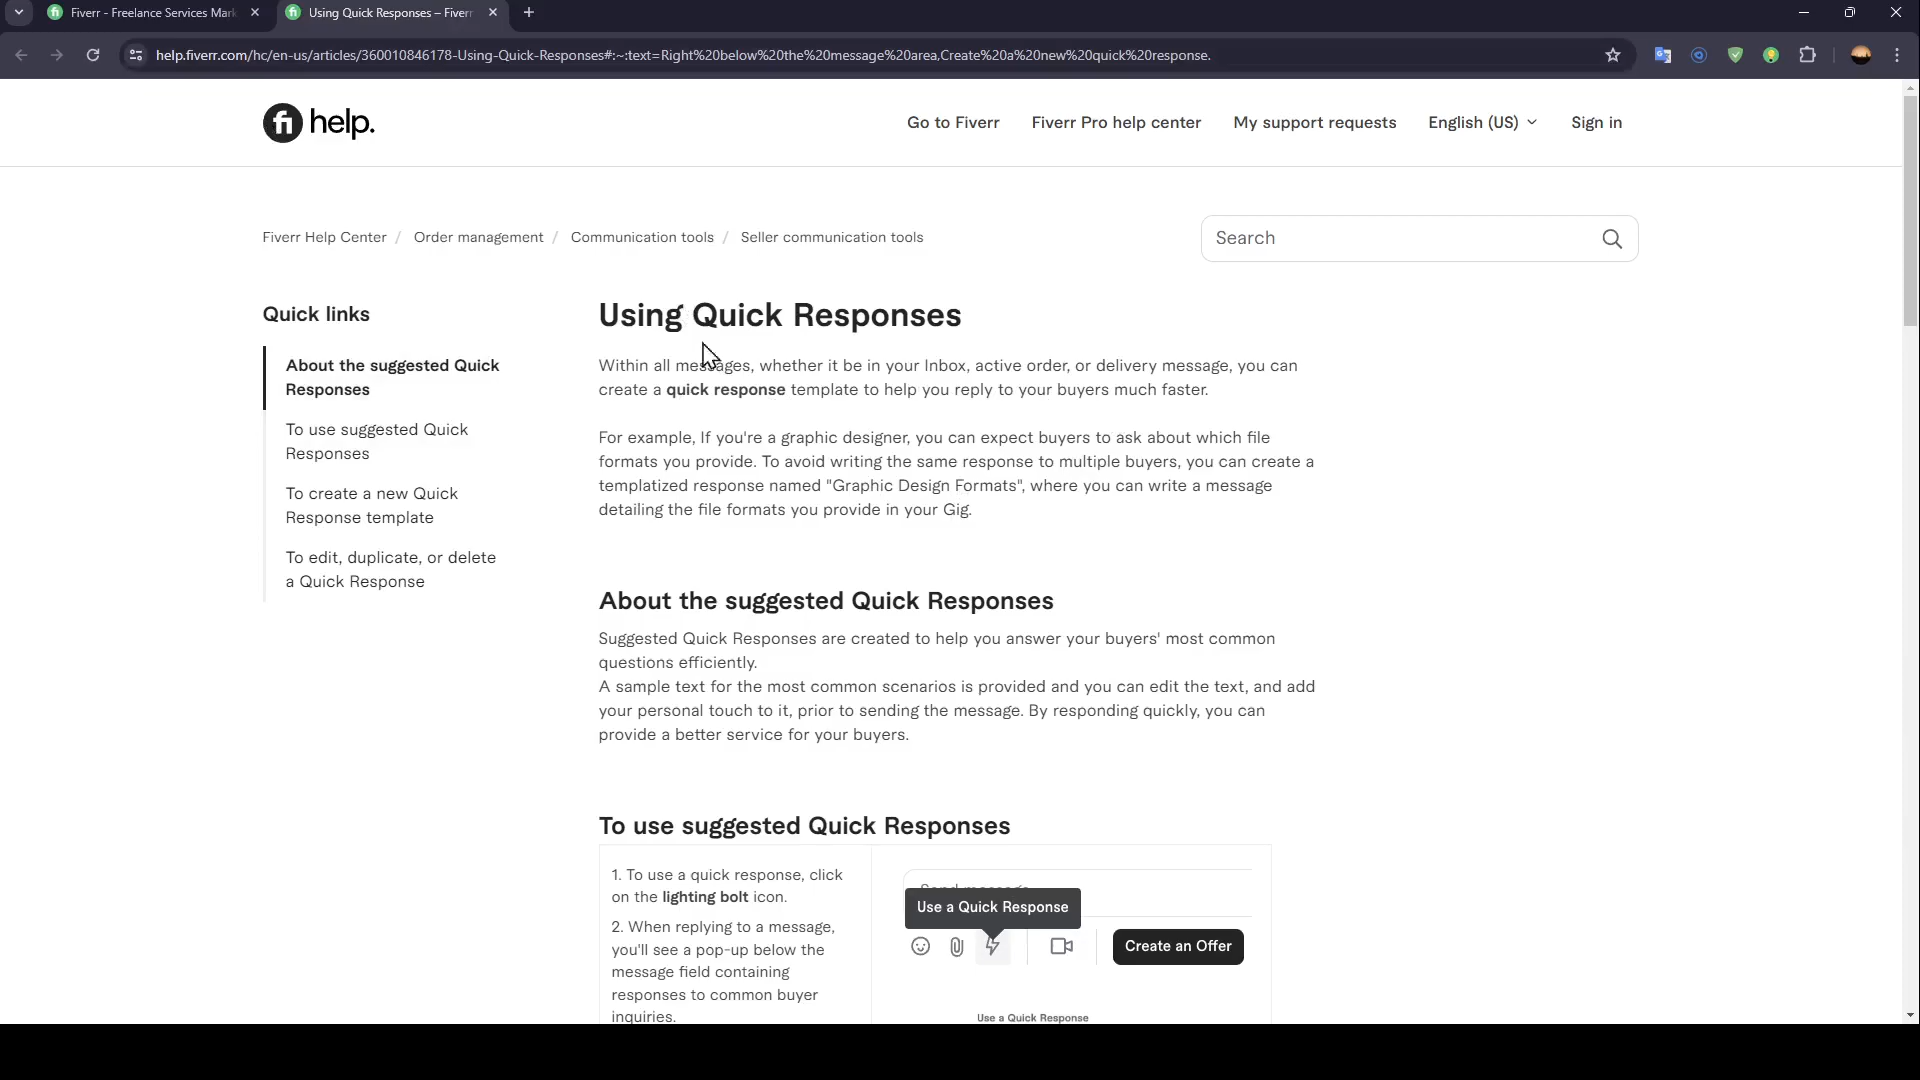 Fiverr - Freelance Services Mark
Using Quick Responses – Fiverr
help.fiverr.com/hc/en-us/articles/360010846178-Using-Quick-Responses#:~:text=Right%20below%20the%20message%20area,Create%20a%20new%20quick%20response.
fi help.
Go to Fiverr
Fiverr Pro help center
My support requests
English (US)
Sign in
Fiverr Help Center / Order management / Communication tools / Seller communication tools
Search
Quick links
About the suggested Quick
Responses
To use suggested Quick
Responses
To create a new Quick
Response template
To edit, duplicate, or delete
a Quick Response
Using Quick Responses
Within all messages, whether it be in your Inbox, active order, or delivery message, you can
create a quick response template to help you reply to your buyers much faster.
For example, If you're a graphic designer, you can expect buyers to ask about which file
formats you provide. To avoid writing the same response to multiple buyers, you can create a
templatized response named "Graphic Design Formats", where you can write a message
detailing the file formats you provide in your Gig.
About the suggested Quick Responses
Suggested Quick Responses are created to help you answer your buyers' most common
questions efficiently.
A sample text for the most common scenarios is provided and you can edit the text, and add
your personal touch to it, prior to sending the message. By responding quickly, you can
provide a better service for your buyers.
To use suggested Quick Responses
1. To use a quick response, click
on the lighting bolt icon.
2. When replying to a message,
you'll see a pop-up below the
message field containing
responses to common buyer
inquiries.
Use a Quick Response
Create an Offer
Use a Quick Response